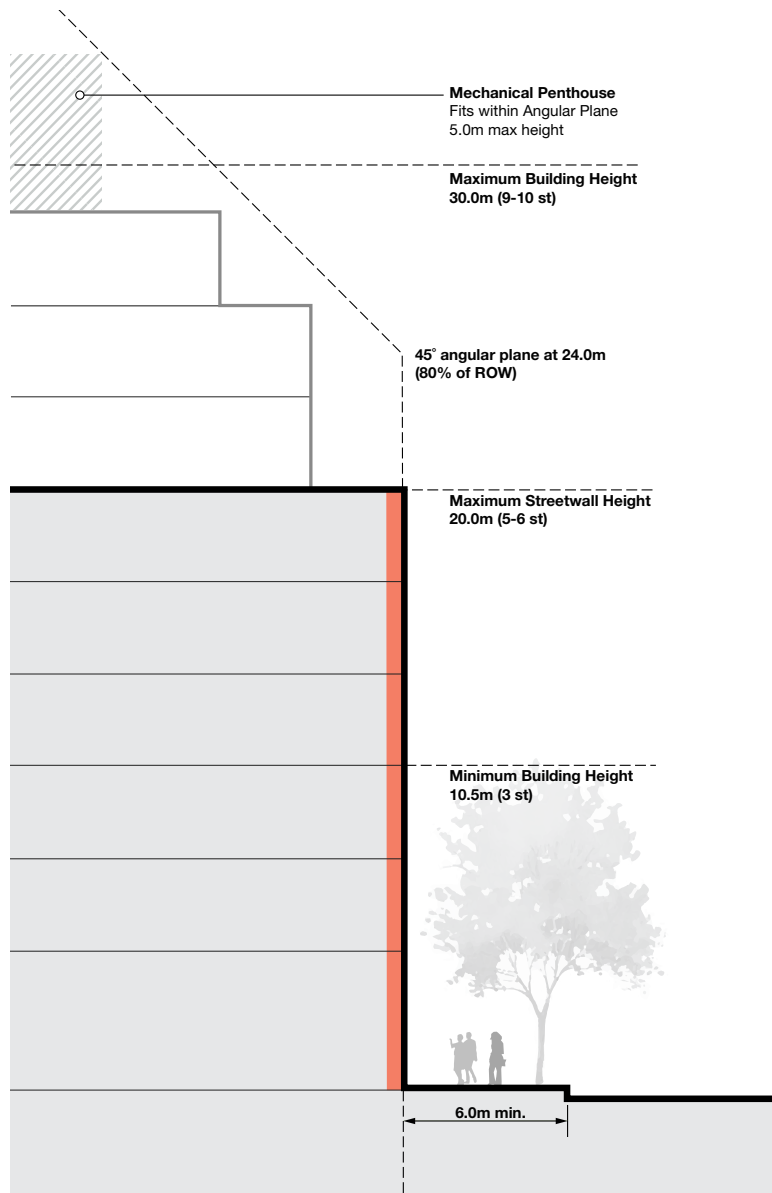 Mechanical Penthouse
Fits within Angular Plane
5.0m max height
Maximum Building Height
30.0m (9-10 st)
45° angular plane at 24.0m
(80% of ROW)
Maximum Streetwall Height
20.0m (5-6 st)
Minimum Building Height
10.5m (3 st)
6.0m min.